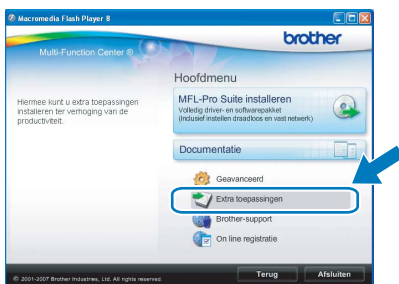 Macromedia Flash Player 8
brother
Multi-Function Center ®
Hoofdmenu
Hiermee kunt u extra toepassingen
installeren ter verhoging van de
productiviteit.
MFL-Pro Suite installeren
Volledig driver- en softwarepakket
(Indusief instellen draadloos en vast netwerk)
Documentatie
Geavanceerd
Extra toepassingen
Brother-support
On line registratie
© 2001-2007 Brother Industries, Ltd. All rights reserved.
Terug
Afsluiten